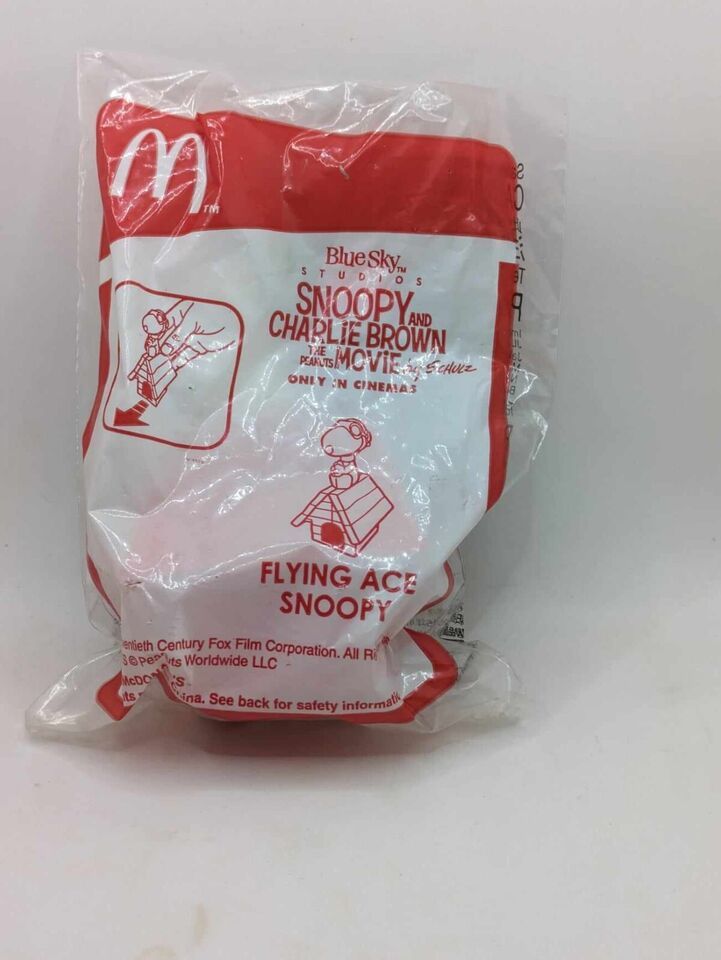 M
TM
BlueSky TM
STUDIOS
SNOOPY AND
CHARLIE BROWN
THE PEANUTS MOVIE by SCHULZ
ONLY IN CINEMAS
FLYING ACE
SNOOPY
entieth Century Fox Film Corporation. All Ri
© Worldwide LLC
ina. See back for safety informati